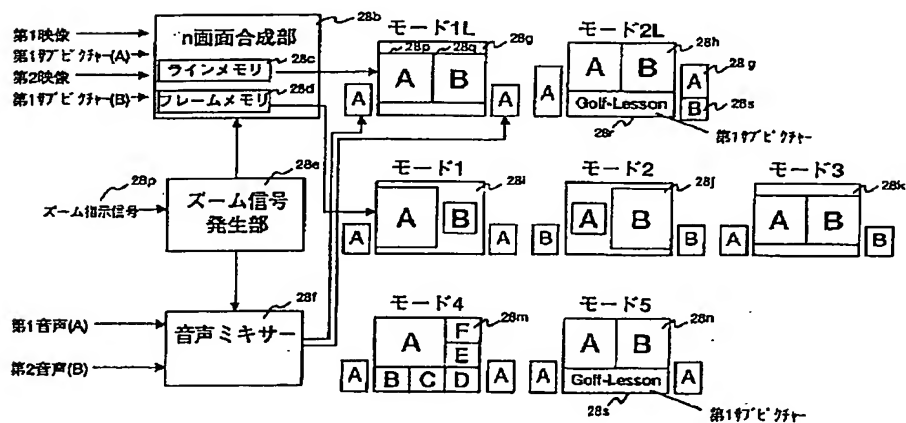 第1映像
第1サブピクチャー(A)
第2映像
第1サブピクチャー(B)
28b
n画面合成部
28c
ラインメモリ
28d
フレームメモリ
28e
ズーム信号
発生部
28p
ズーム指示信号
28f
音声ミキサー
第1音声(A)
第2音声(B)
モード1L
28p 28q 28g
A B
A A
モード2L
28h
A B
A
A 28g
B 28s
Golf-Lesson
28r
第1サブピクチャー
モード1
28i
A B
A A
モード2
28j
A B
B B
モード3
28k
A B
A B
モード4
28m
A F
E
B C D
A A
モード5
28n
A B
Golf-Lesson
A A
28s
第1サブピクチャー